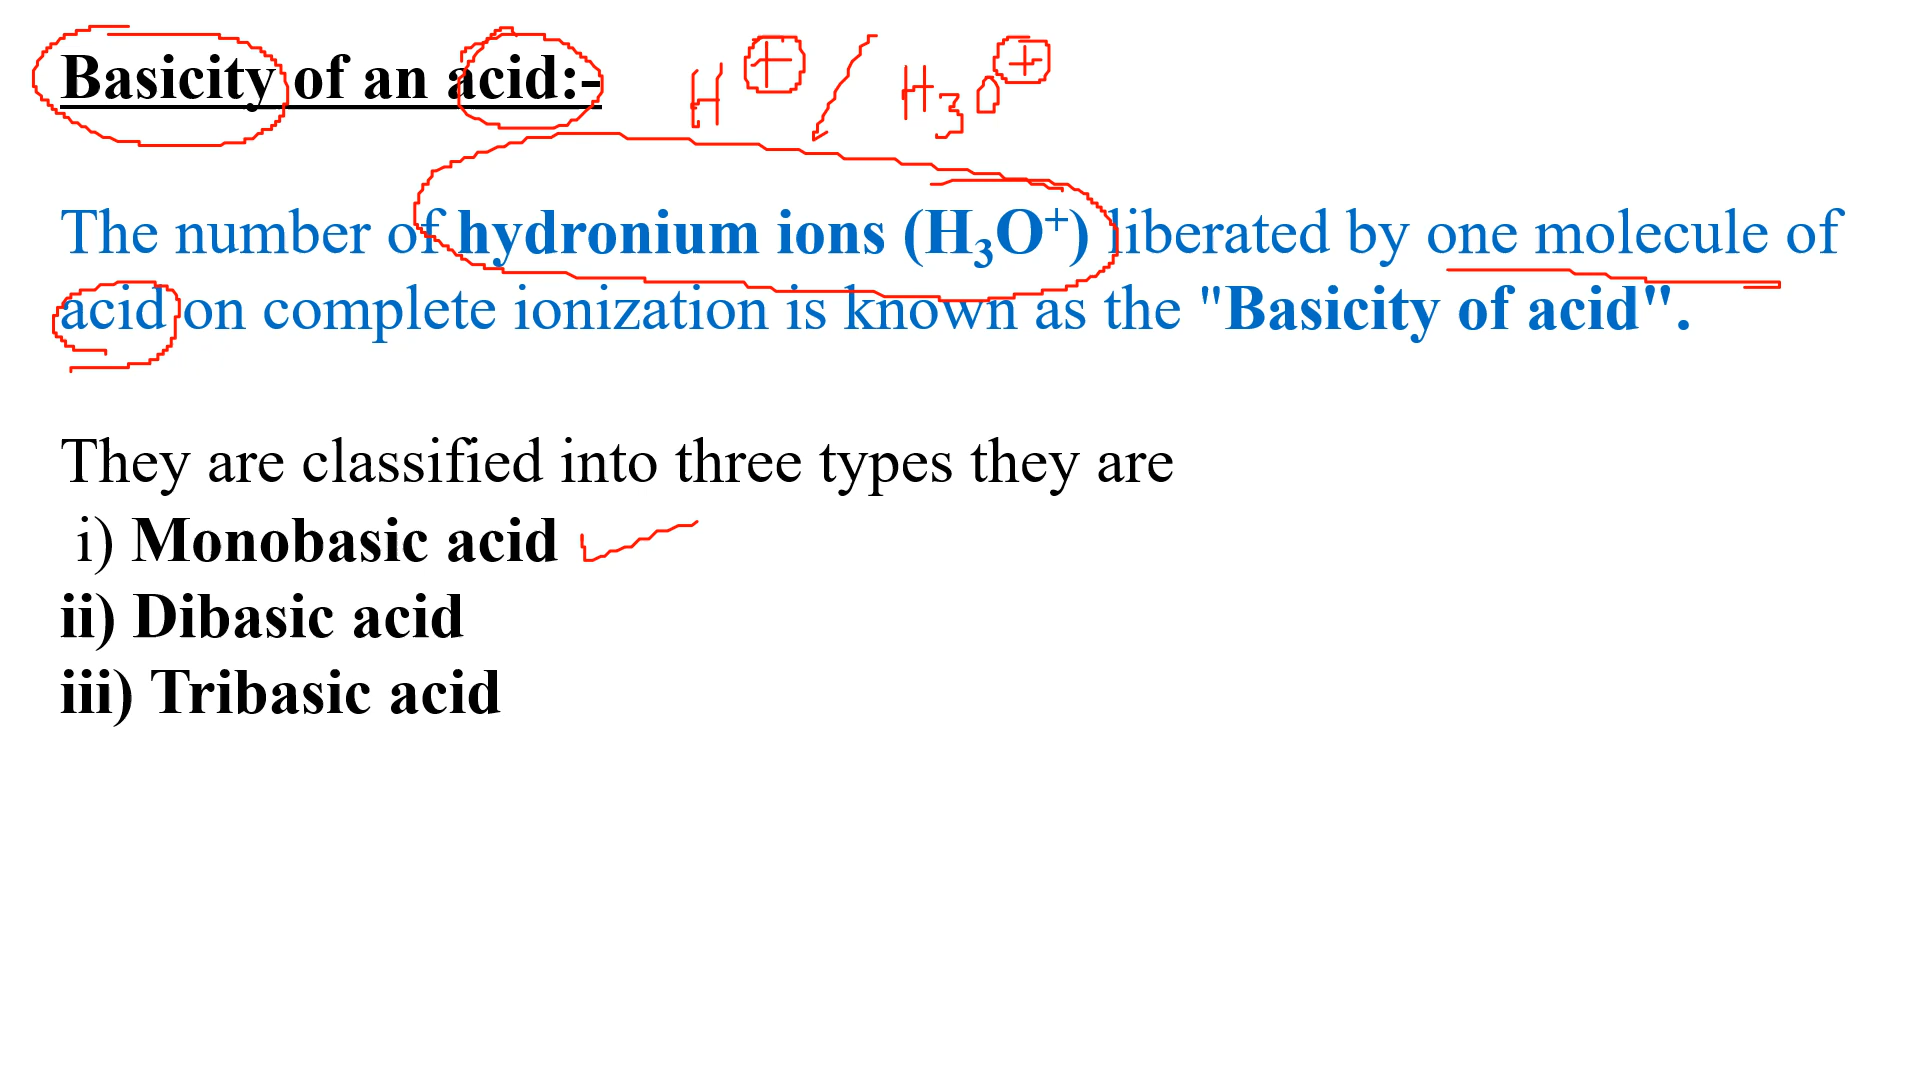 Basicity of an acid:- H⊕ / H₃O⊕
The number of hydronium ions (H₃O⁺) liberated by one molecule of
acid on complete ionization is known as the "Basicity of acid".
They are classified into three types they are
i) Monobasic acid
ii) Dibasic acid
iii) Tribasic acid